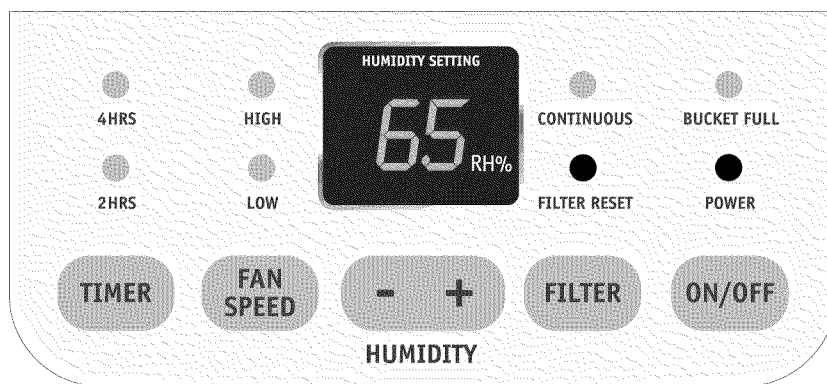 HUMIDITY SETTING
65 RH%
4HRS
HIGH
CONTINUOUS
BUCKET FULL
2HRS
LOW
FILTER RESET
POWER
TIMER
FAN
SPEED
- +
FILTER
ON/OFF
HUMIDITY